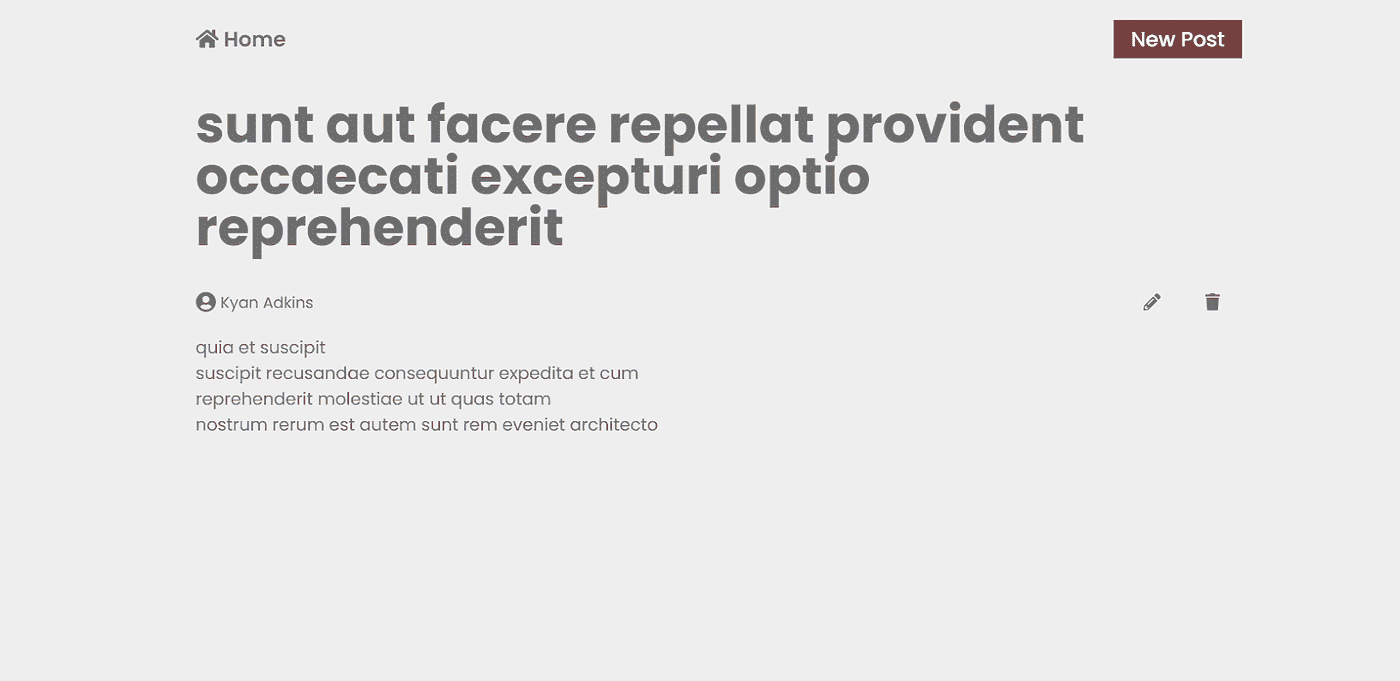 Home
New Post
sunt aut facere repellat provident
occaecati excepturi optio
reprehenderit
Kyan Adkins
quia et suscipit
suscipit recusandae consequuntur expedita et cum
reprehenderit molestiae ut ut quas totam
nostrum rerum est autem sunt rem eveniet architecto